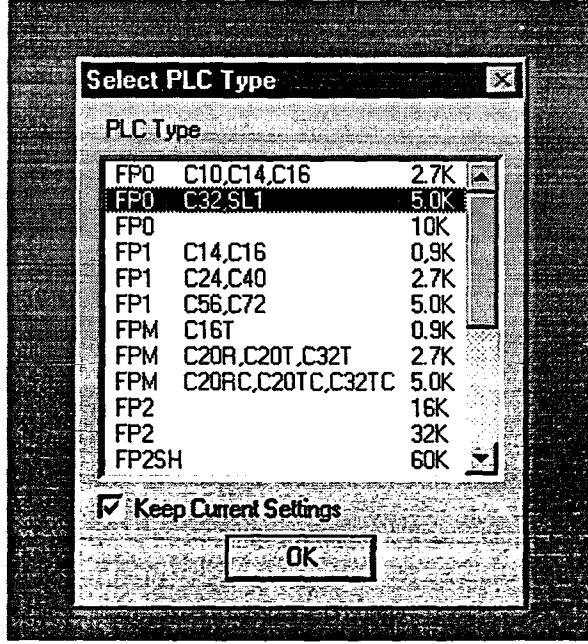 Select PLC Type
PLC Type
FP0 C10,C14,C16 2.7K
FP0 C32,SL1 5.0K
FP0 10K
FP1 C14,C16 0,9K
FP1 C24,C40 2.7K
FP1 C56,C72 5.0K
FPM C16T 0.9K
FPM C20R,C20T,C32T 2.7K
FPM C20RC,C20TC,C32TC 5.0K
FP2 16K
FP2 32K
FP2SH 60K
Keep Current Settings
OK